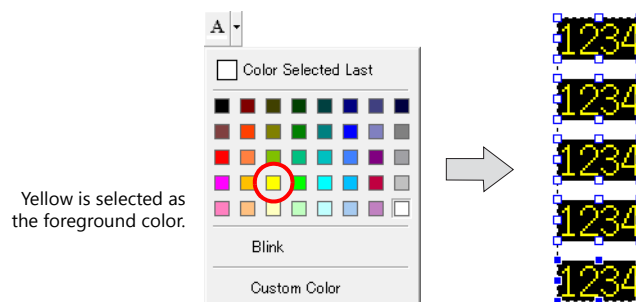 A
Color Selected Last
Yellow is selected as
the foreground color.
Blink
Custom Color
1234
1234
1234
1234
1234